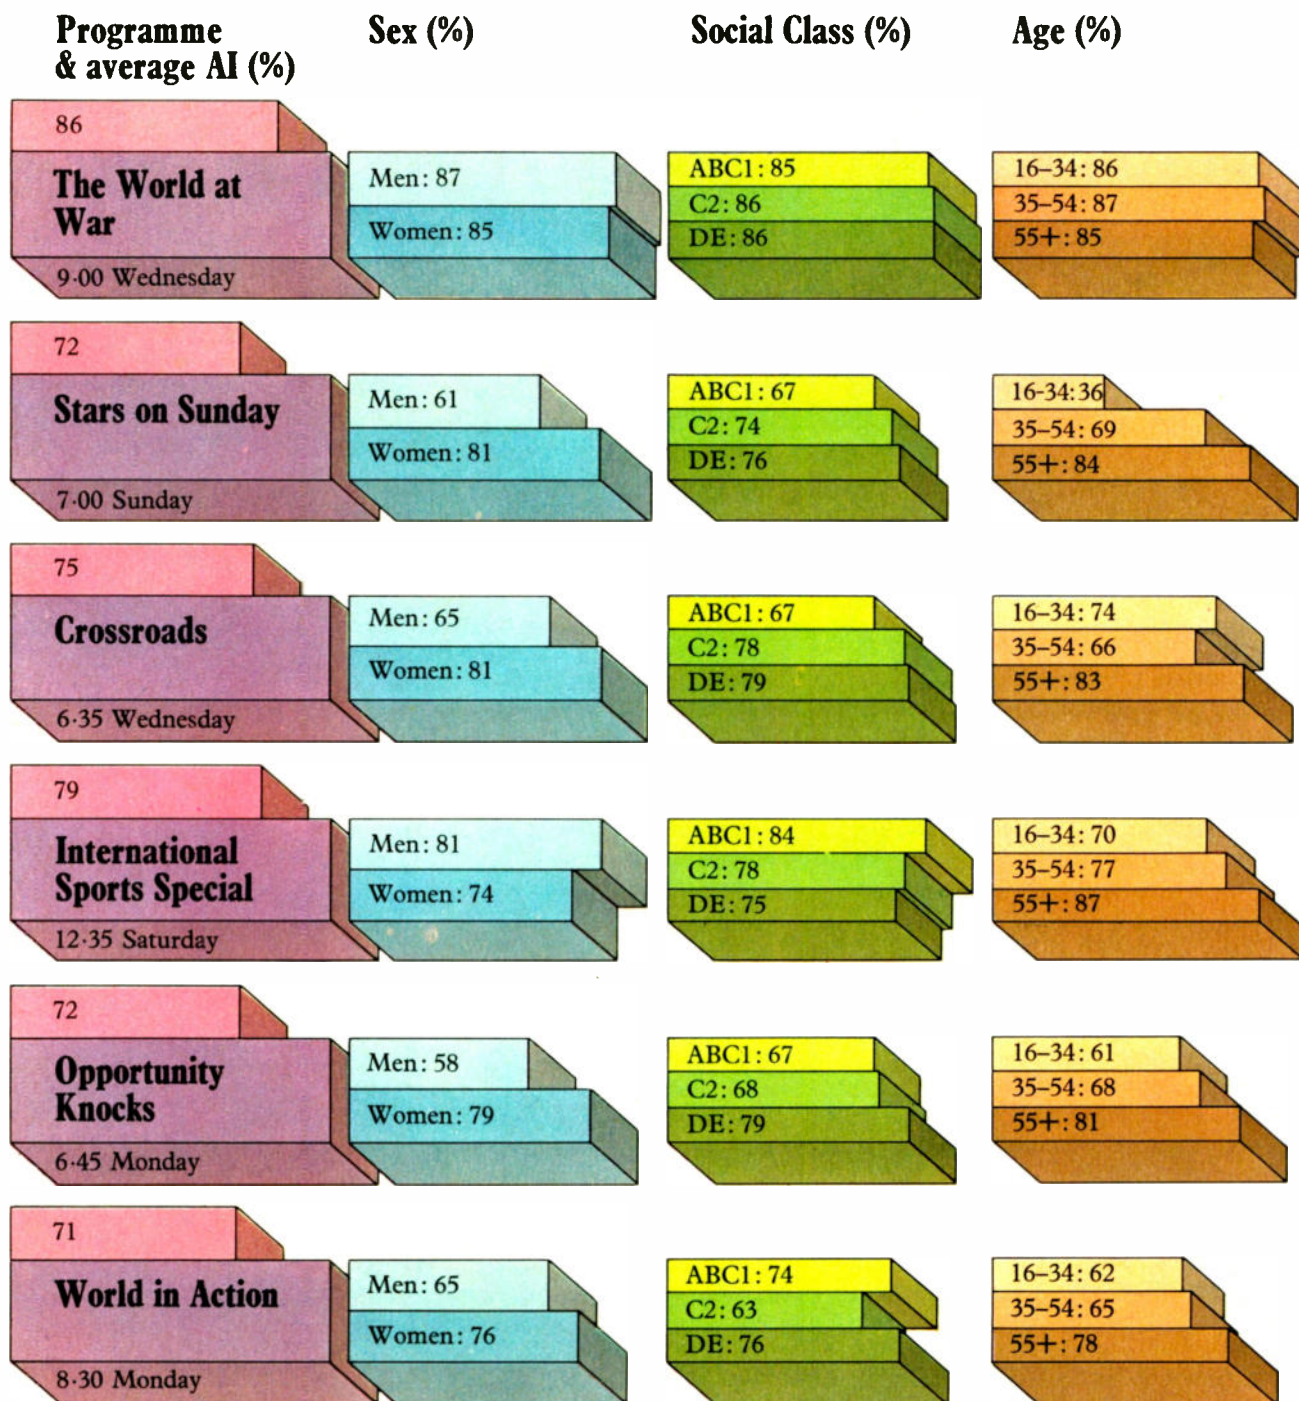 Programme
& average AI (%)
Sex (%)
Social Class (%)
Age (%)
86
The World at
War
9·00 Wednesday
Men: 87
Women: 85
ABC1: 85
C2: 86
DE: 86
16–34: 86
35–54: 87
55+: 85
72
Stars on Sunday
7·00 Sunday
Men: 61
Women: 81
ABC1: 67
C2: 74
DE: 76
16-34:36
35–54: 69
55+: 84
75
Crossroads
6·35 Wednesday
Men: 65
Women: 81
ABC1: 67
C2: 78
DE: 79
16–34: 74
35–54: 66
55+: 83
79
International
Sports Special
12·35 Saturday
Men: 81
Women: 74
ABC1: 84
C2: 78
DE: 75
16–34: 70
35–54: 77
55+: 87
72
Opportunity
Knocks
6·45 Monday
Men: 58
Women: 79
ABC1: 67
C2: 68
DE: 79
16–34: 61
35–54: 68
55+: 81
71
World in Action
8·30 Monday
Men: 65
Women: 76
ABC1: 74
C2: 63
DE: 76
16–34: 62
35–54: 65
55+: 78